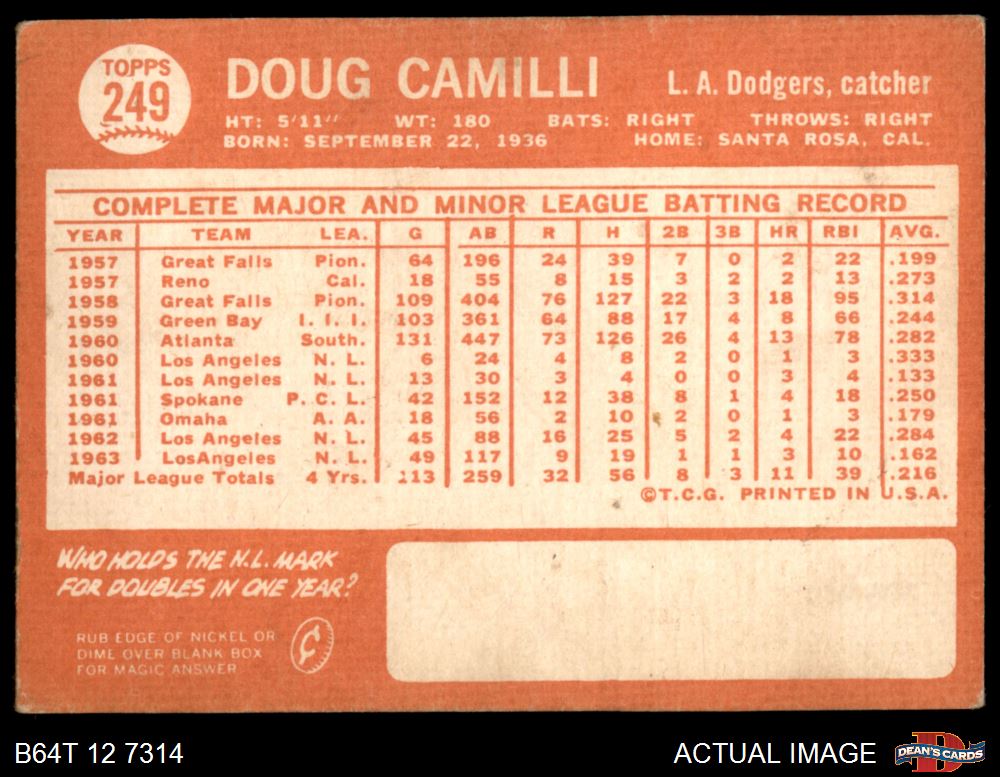 TOPPS
249
DOUG CAMILLI
L. A. Dodgers, catcher
HT: 5'11" WT: 180 BATS: RIGHT THROWS: RIGHT
BORN: SEPTEMBER 22, 1936 HOME: SANTA ROSA, CAL.
COMPLETE MAJOR AND MINOR LEAGUE BATTING RECORD
YEAR TEAM LEA. G AB R H 2B 3B HR RBI AVG.
1957 Great Falls Pion. 64 196 24 39 7 0 2 22 .199
1957 Reno Cal. 18 55 8 15 3 2 2 13 .273
1958 Great Falls Pion. 109 404 76 127 22 3 18 95 .314
1959 Green Bay I. I. I. 103 361 64 88 17 4 8 66 .244
1960 Atlanta South. 131 447 73 126 26 4 13 78 .282
1960 Los Angeles N. L. 6 24 4 8 2 0 1 3 .333
1961 Los Angeles N. L. 13 30 3 4 0 0 3 4 .133
1961 Spokane P. C. L. 42 152 12 38 8 1 4 18 .250
1961 Omaha A. A. 18 56 2 10 2 0 1 3 .179
1962 Los Angeles N. L. 45 88 16 25 5 2 4 22 .284
1963 LosAngeles N. L. 49 117 9 19 1 1 3 10 .162
Major League Totals 4 Yrs. 113 259 32 56 8 3 11 39 .216
©T.C.G. PRINTED IN U.S.A.
WHO HOLDS THE N.L. MARK
FOR DOUBLES IN ONE YEAR?
RUB EDGE OF NICKEL OR
DIME OVER BLANK BOX
FOR MAGIC ANSWER
¢
B64T 12 7314
ACTUAL IMAGE
DEAN'S CARDS